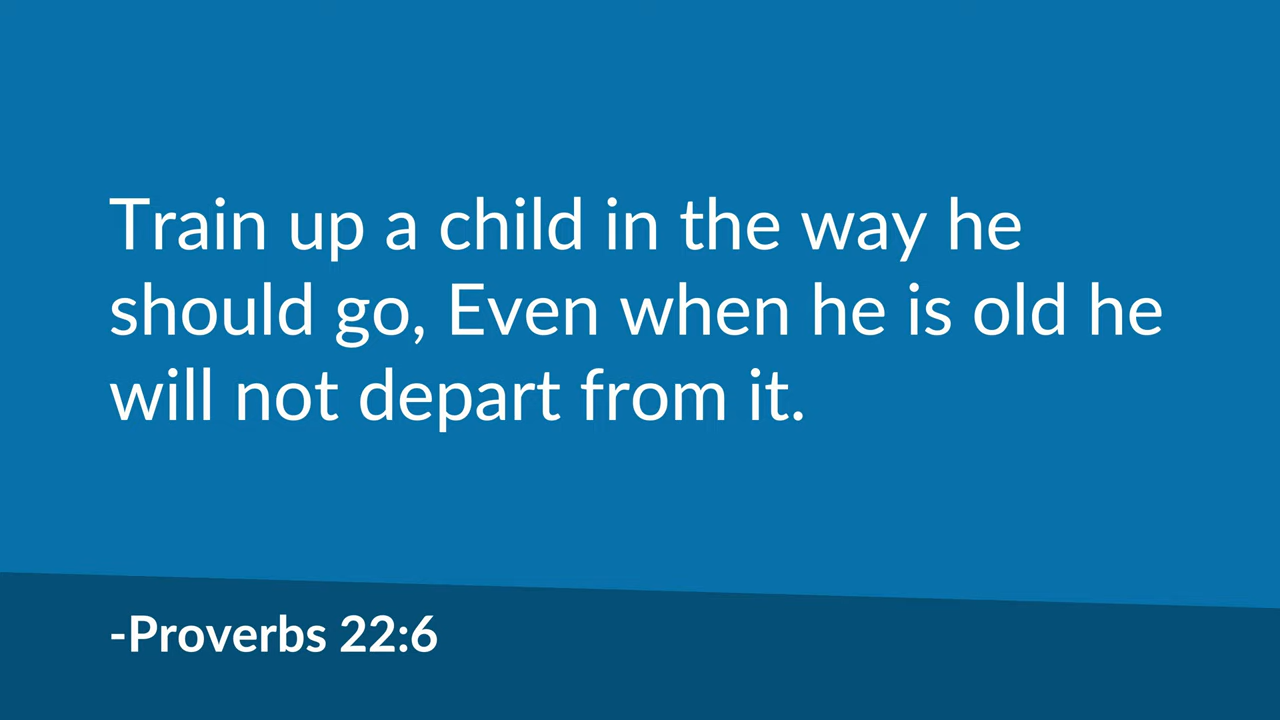 Train up a child in the way he
should go, Even when he is old he
will not depart from it.
-Proverbs 22:6